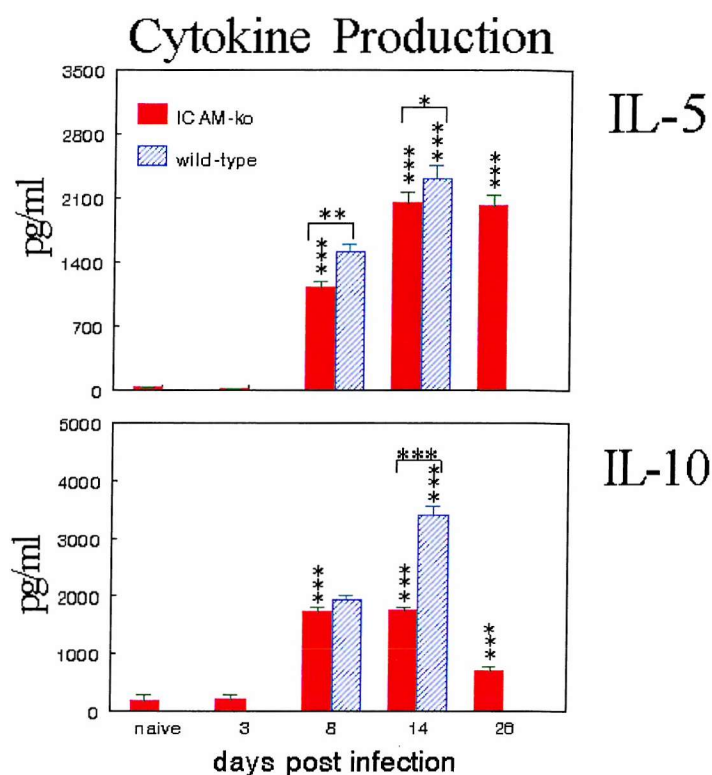 Cytokine Production
IL-5
pg/ml
3500
2800
2100
1400
700
0
ICAM-ko
wild-type
***
**
***
*
***
***
IL-10
pg/ml
5000
4000
3000
2000
1000
0
***
***
***
***
***
naive 3 8 14 26
days post infection